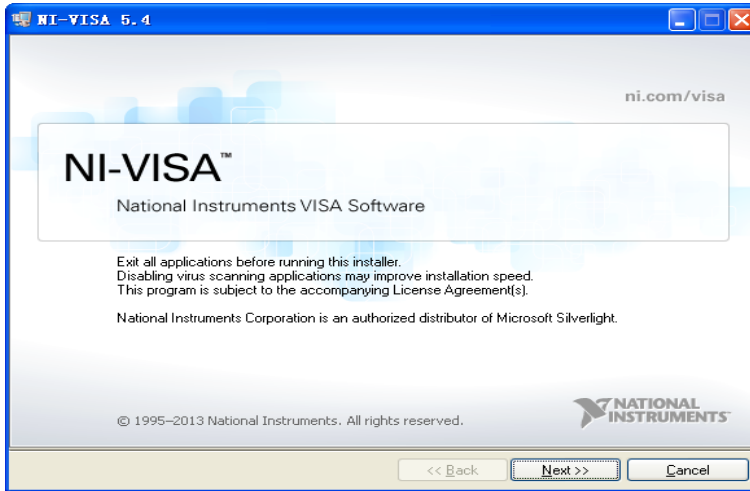 NI-VISA 5.4
ni.com/visa
NI-VISA™
National Instruments VISA Software
Exit all applications before running this installer.
Disabling virus scanning applications may improve installation speed.
This program is subject to the accompanying License Agreement(s).
National Instruments Corporation is an authorized distributor of Microsoft Silverlight.
© 1995–2013 National Instruments. All rights reserved.
NATIONAL
INSTRUMENTS™
<< Back
Next >>
Cancel